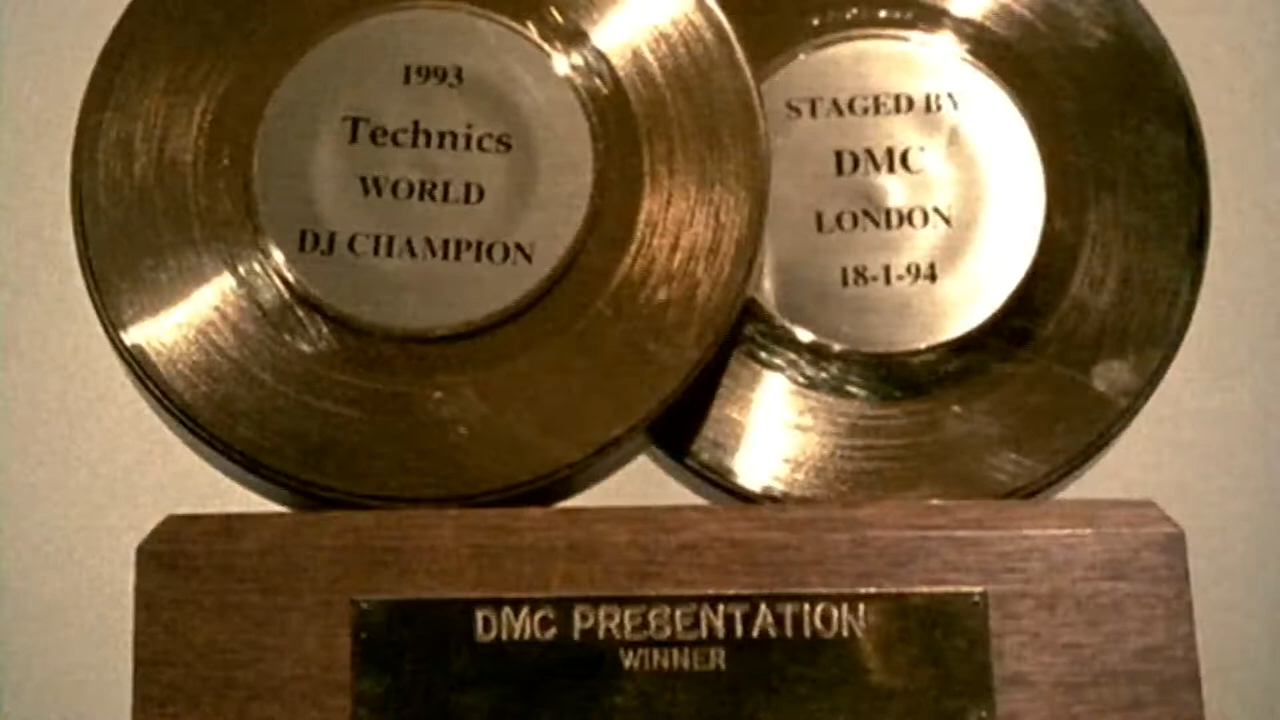 1993
Technics
WORLD
DJ CHAMPION
STAGED BY
DMC
LONDON
18-1-94
DMC PRESENTATION
WINNER